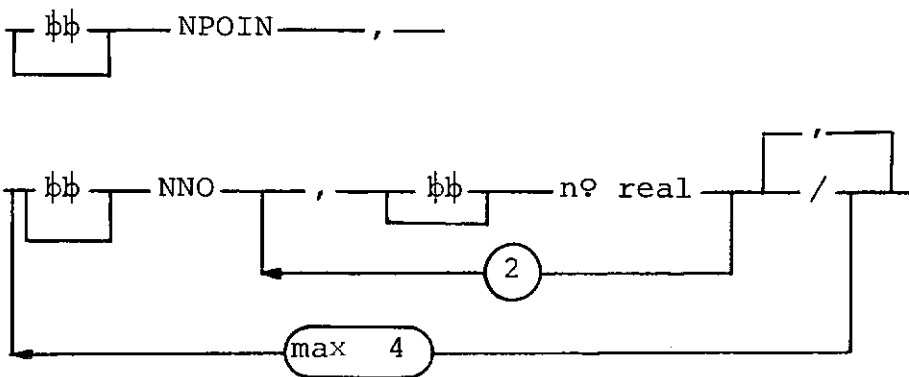 ƀƀ NPOIN ,
,
ƀƀ NNO , ƀƀ nº real /
2
max 4